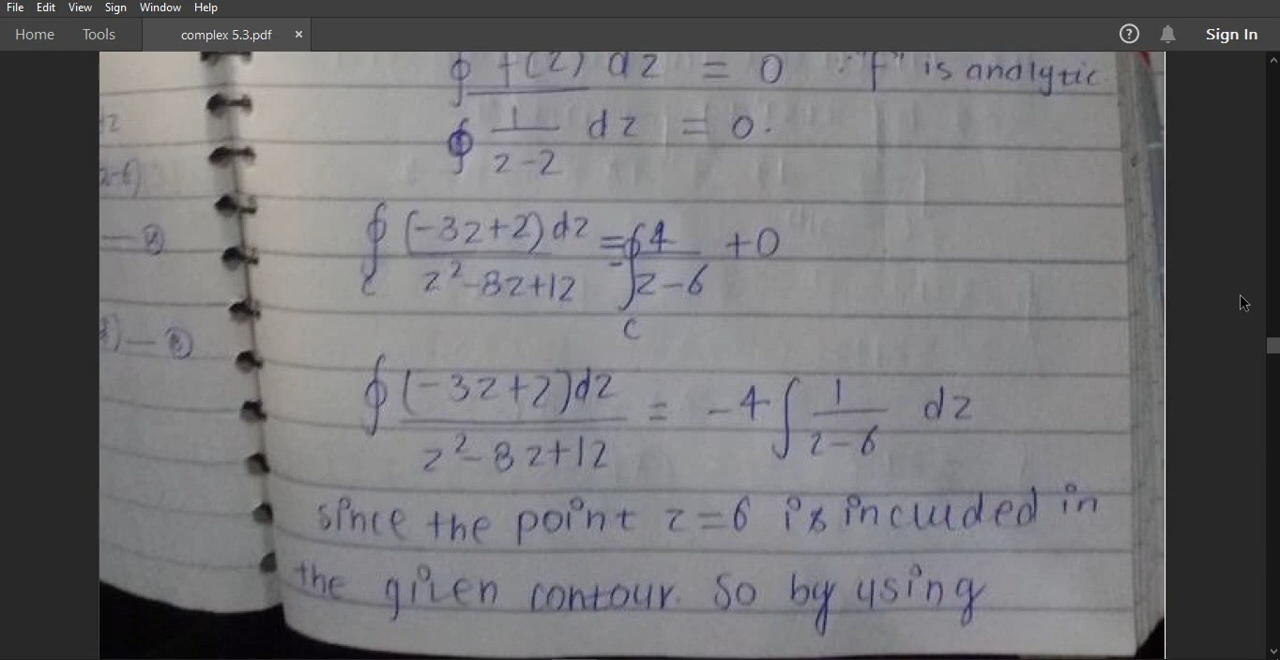 File Edit View Sign Window Help
Home Tools complex 5.3.pdf × ? Sign In
∮ f(z) dz = 0 ∵ "f" is analytic
∮ 1/(z-2) dz = 0.
z-6)
∮c (-3z+2)dz/(z²-8z+12) = -∮c 4/(z-6) +0
∮ (-3z+2)dz/(z²-8z+12) = -4∫ 1/(z-6) dz
since the point z=6 is included in
the given contour. So by using